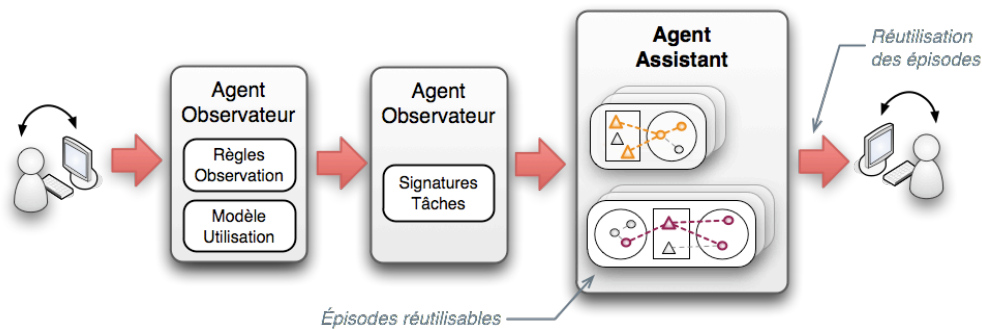 Agent
Observateur
Règles
Observation
Modèle
Utilisation
Agent
Observateur
Signatures
Tâches
Agent
Assistant
Réutilisation
des épisodes
Épisodes réutilisables